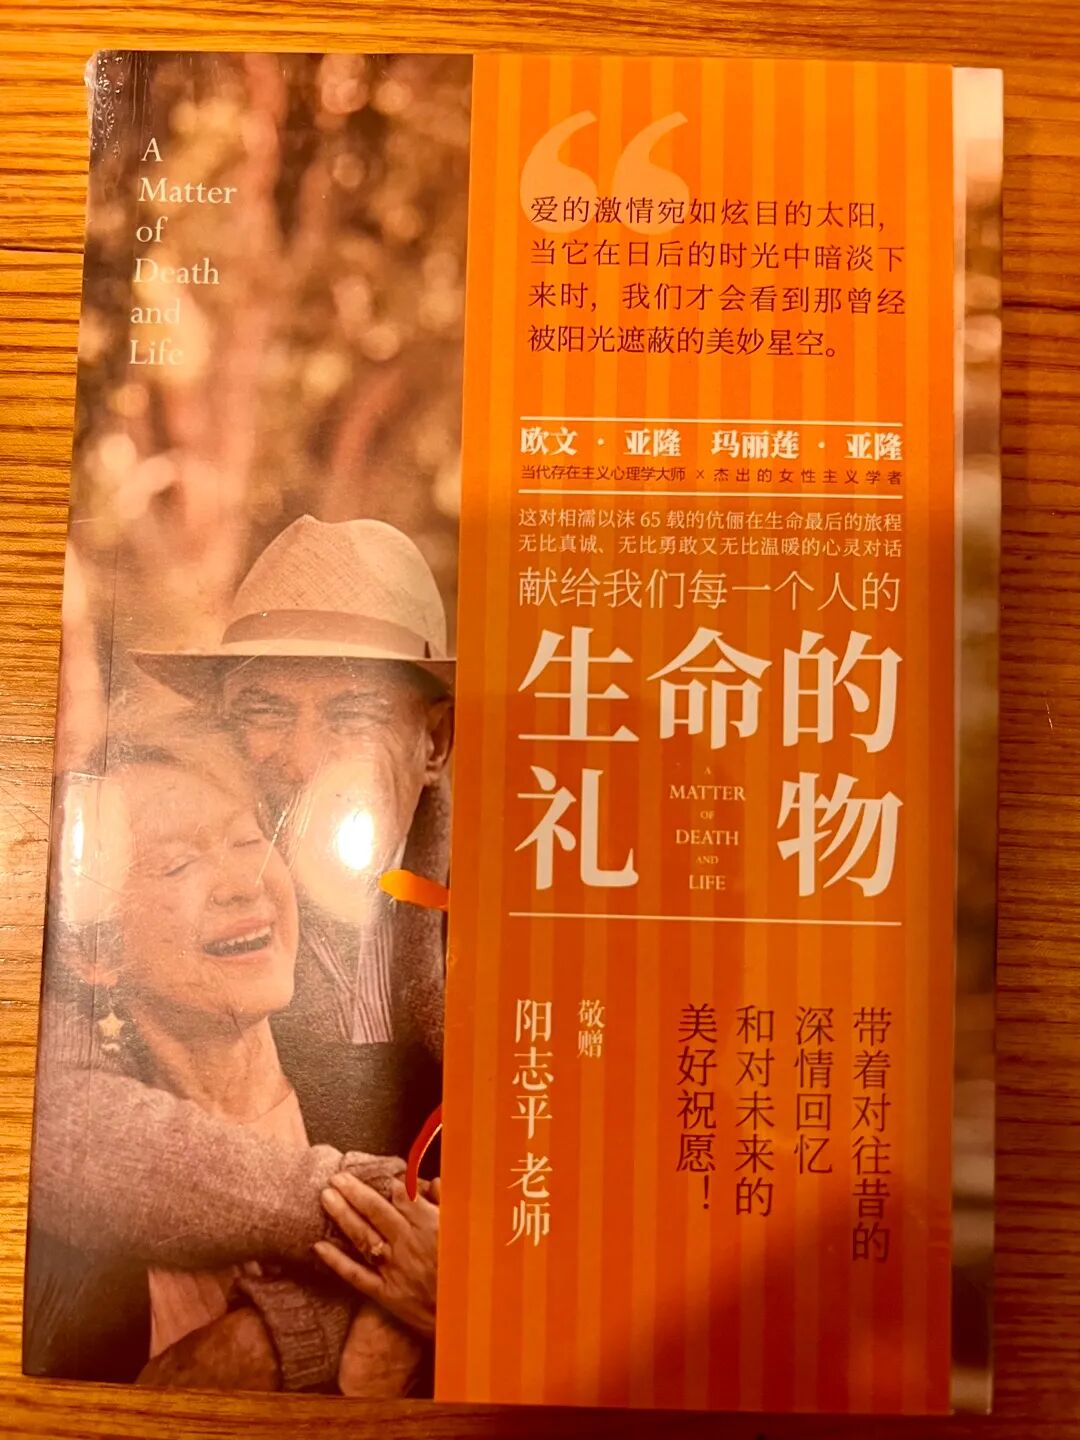 A
Matter
of
Death
and
Life
爱的激情宛如炫目的太阳，
当它在日后的时光中暗淡下
来时，我们才会看到那曾经
被阳光遮蔽的美妙星空。
欧文·亚隆 玛丽莲·亚隆
当代存在主义心理学大师 × 杰出的女性主义学者
这对相濡以沫 65 载的伉俪在生命最后的旅程
无比真诚、无比勇敢又无比温暖的心灵对话
献给我们每一个人的
生命的
礼物
A
MATTER
OF
DEATH
AND
LIFE
带着对往昔的
深情回忆
和对未来的
美好祝愿！
敬赠
阳志平 老师